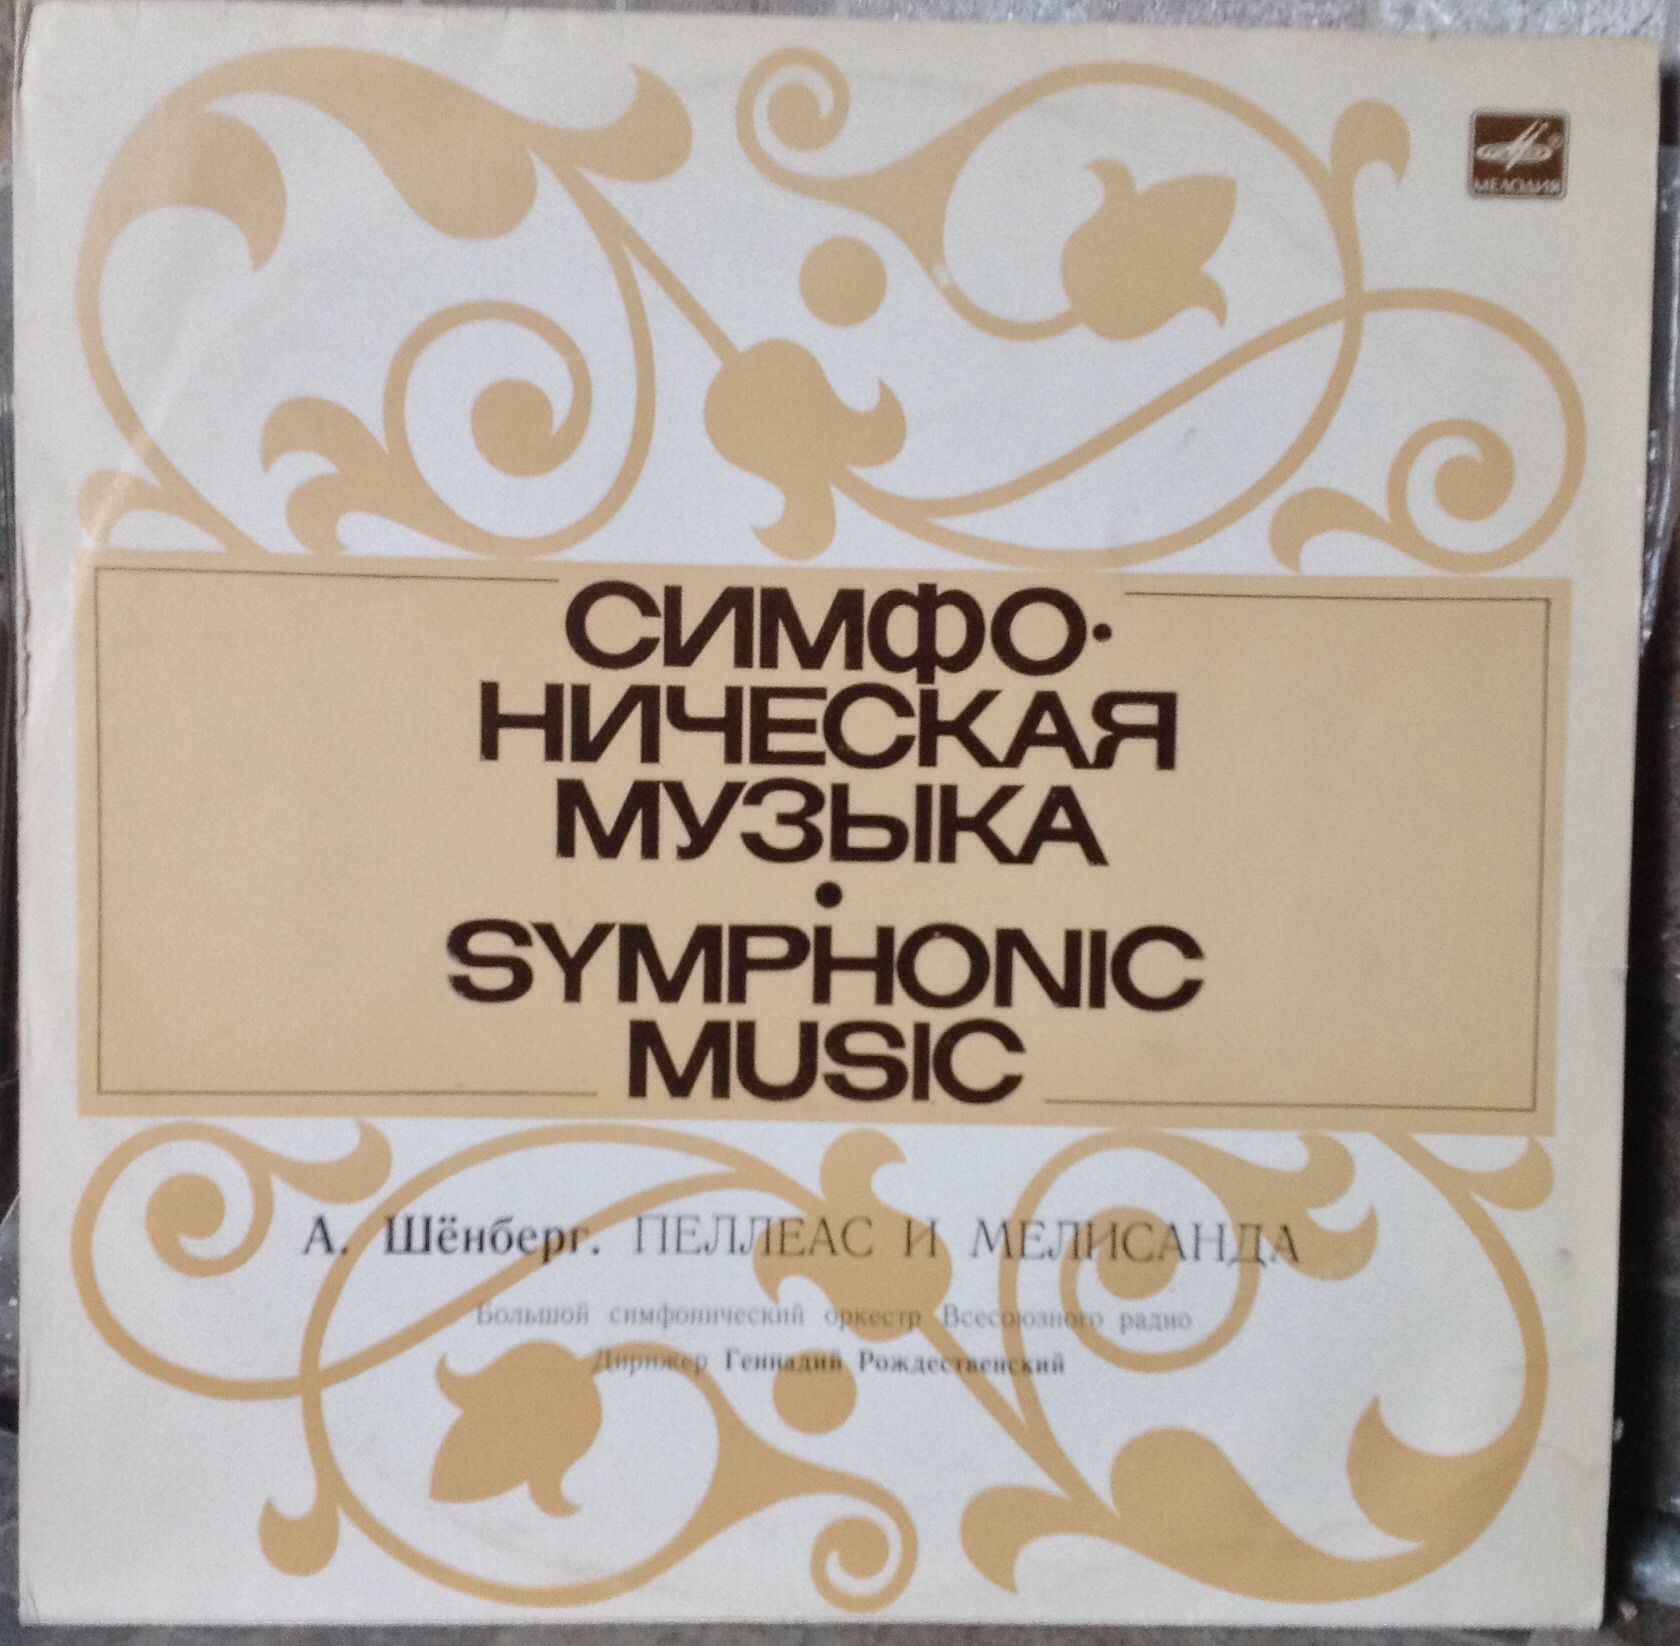 МЕЛОДИЯ
СИМФО·
НИЧЕСКАЯ
МУЗЫКА
•
SYMPHONIC
MUSIC
А. Шёнберг. ПЕЛЛЕАС И МЕЛИСАНДА
Большой симфонический оркестр Всесоюзного радио
Дирижер Геннадий Рождественский